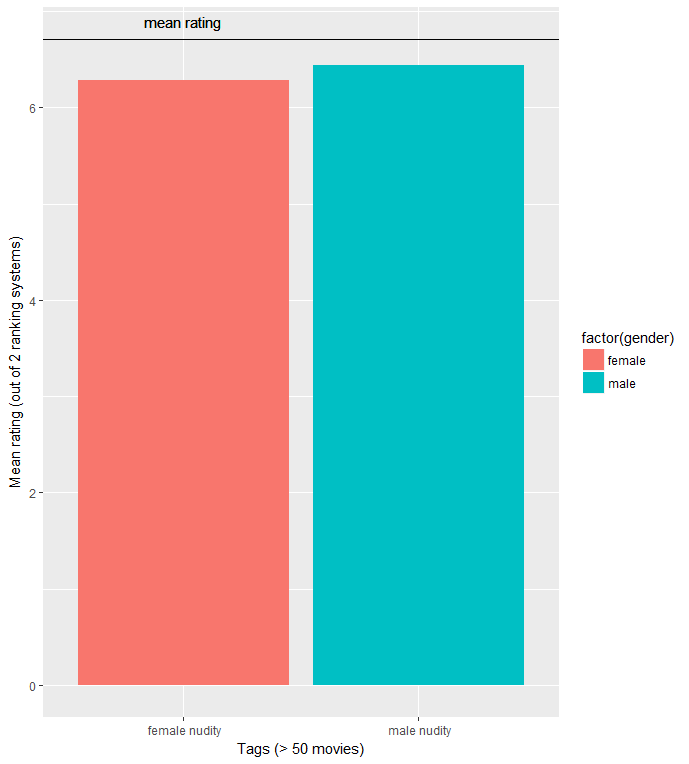 mean rating
6
4
2
0
Mean rating (out of 2 ranking systems)
female nudity
male nudity
Tags (> 50 movies)
factor(gender)
female
male